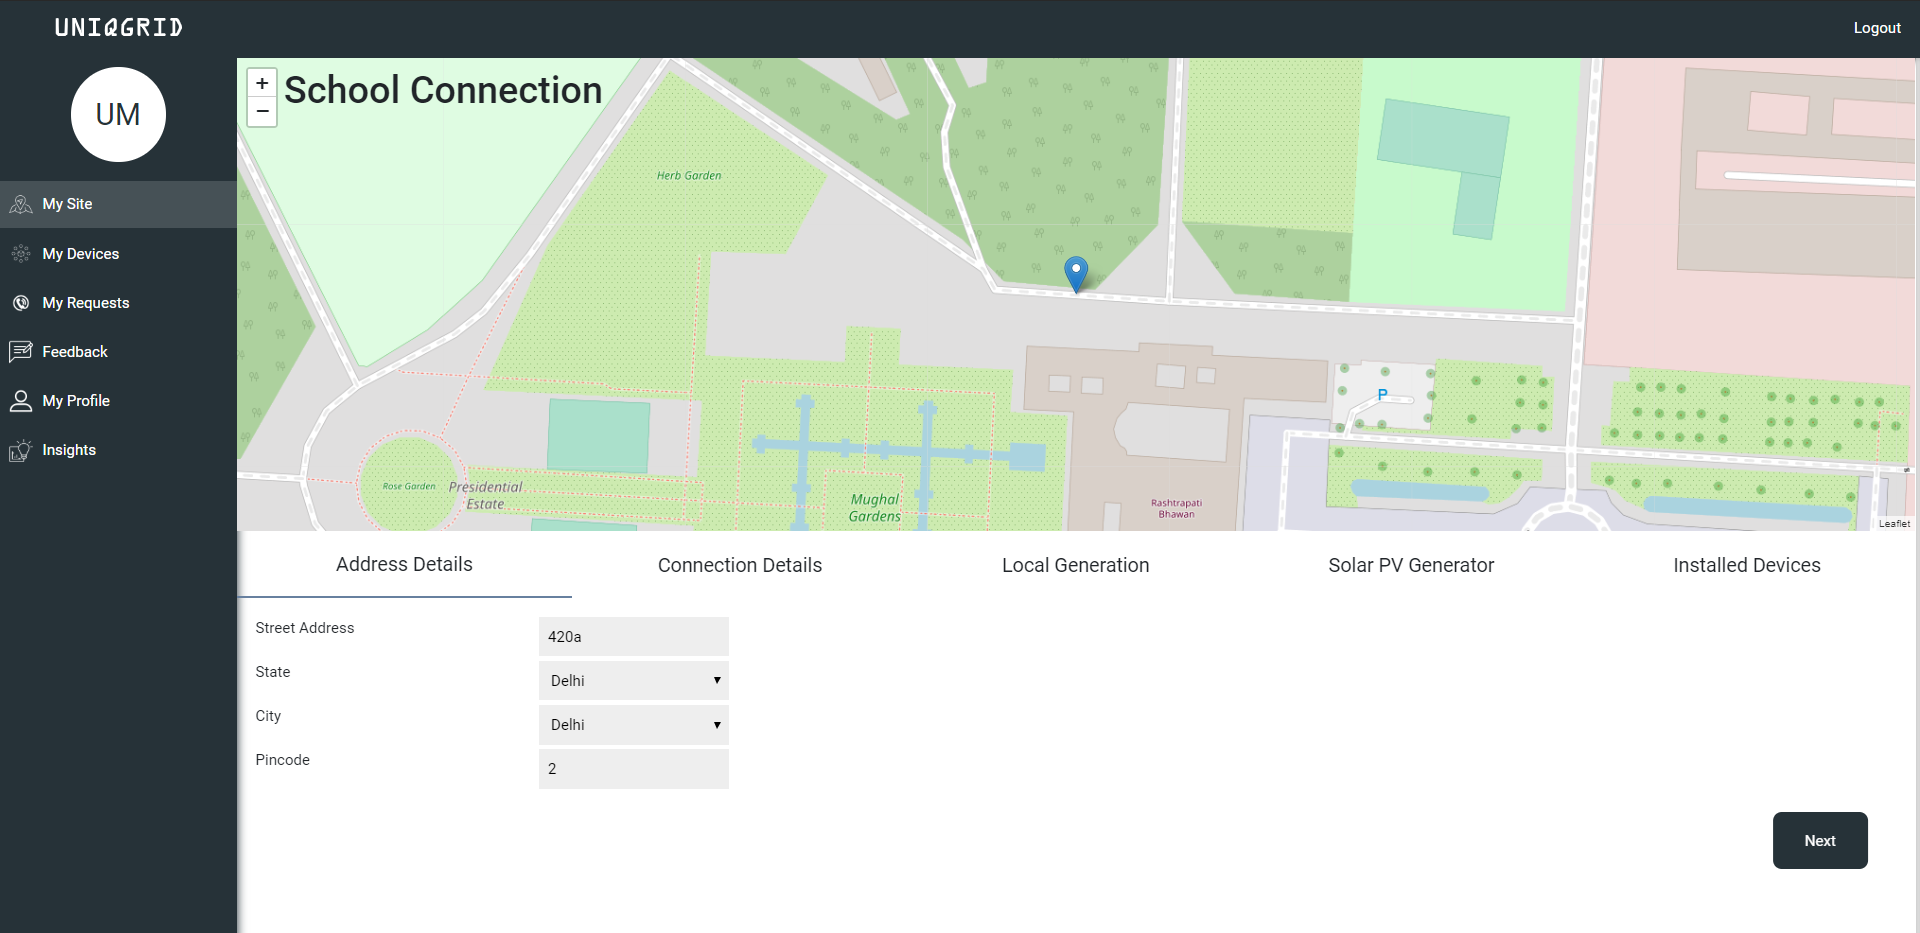 UNIQGRID
Logout
UM
My Site
My Devices
My Requests
Feedback
My Profile
Insights
+
−
School Connection
Herb Garden
P
Rose Garden
Presidential
Estate
Mughal
Gardens
Rashtrapati
Bhawan
Leaflet
Address Details
Connection Details
Local Generation
Solar PV Generator
Installed Devices
Street Address
420a
State
Delhi
City
Delhi
Pincode
2
Next